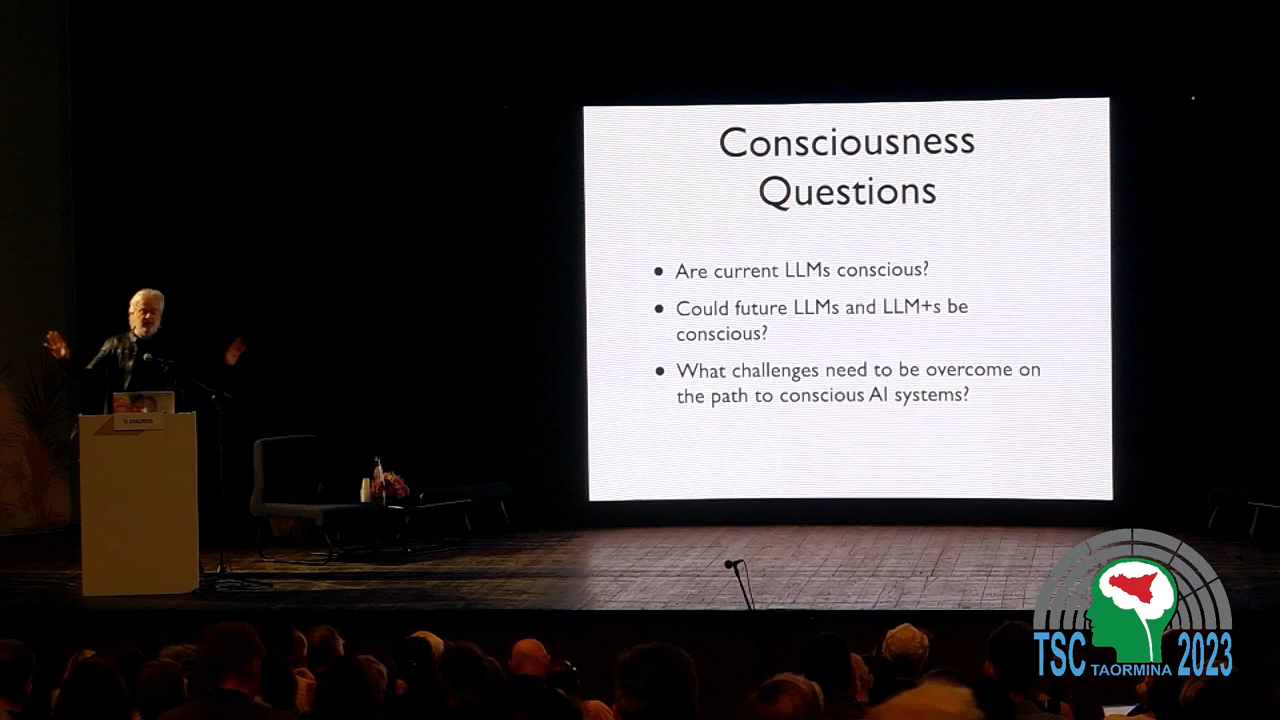 Consciousness
Questions
• Are current LLMs conscious?
• Could future LLMs and LLM+s be
conscious?
• What challenges need to be overcome on
the path to conscious AI systems?
D. CHALMERS
TSC TAORMINA 2023